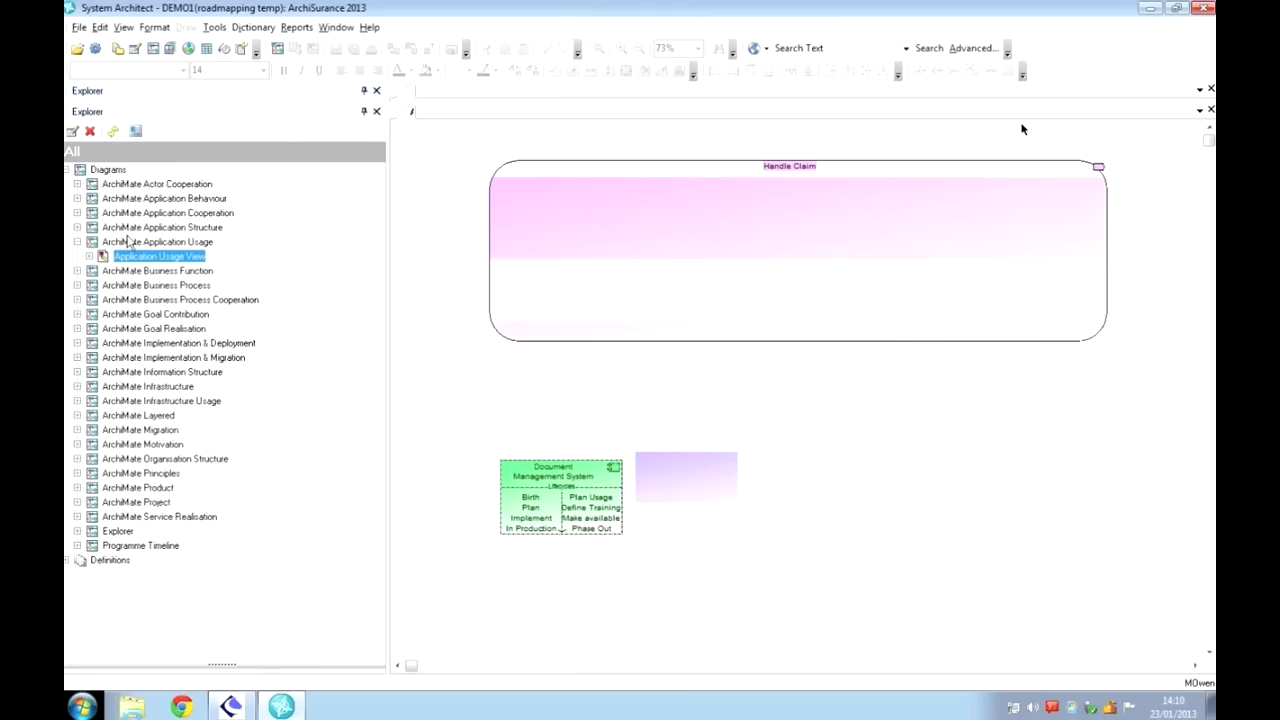 System Architect - DEMO1(roadmapping temp): ArchiSurance 2013
File Edit View Format Draw Tools Dictionary Reports Window Help
73% Search Text Search Advanced...
14
Explorer
Explorer
All
Diagrams
ArchiMate Actor Cooperation
ArchiMate Application Behaviour
ArchiMate Application Cooperation
ArchiMate Application Structure
ArchiMate Application Usage
Application Usage View
ArchiMate Business Function
ArchiMate Business Process
ArchiMate Business Process Cooperation
ArchiMate Goal Contribution
ArchiMate Goal Realisation
ArchiMate Implementation & Deployment
ArchiMate Implementation & Migration
ArchiMate Information Structure
ArchiMate Infrastructure
ArchiMate Infrastructure Usage
ArchiMate Layered
ArchiMate Migration
ArchiMate Motivation
ArchiMate Organisation Structure
ArchiMate Principles
ArchiMate Product
ArchiMate Project
ArchiMate Service Realisation
Explorer
Programme Timeline
Definitions
Handle Claim
Document
Management System
Lifecycles
Birth Plan Usage
Plan Define Training
Implement Make available
In Production Phase Out
MOwen
14:10
23/01/2013